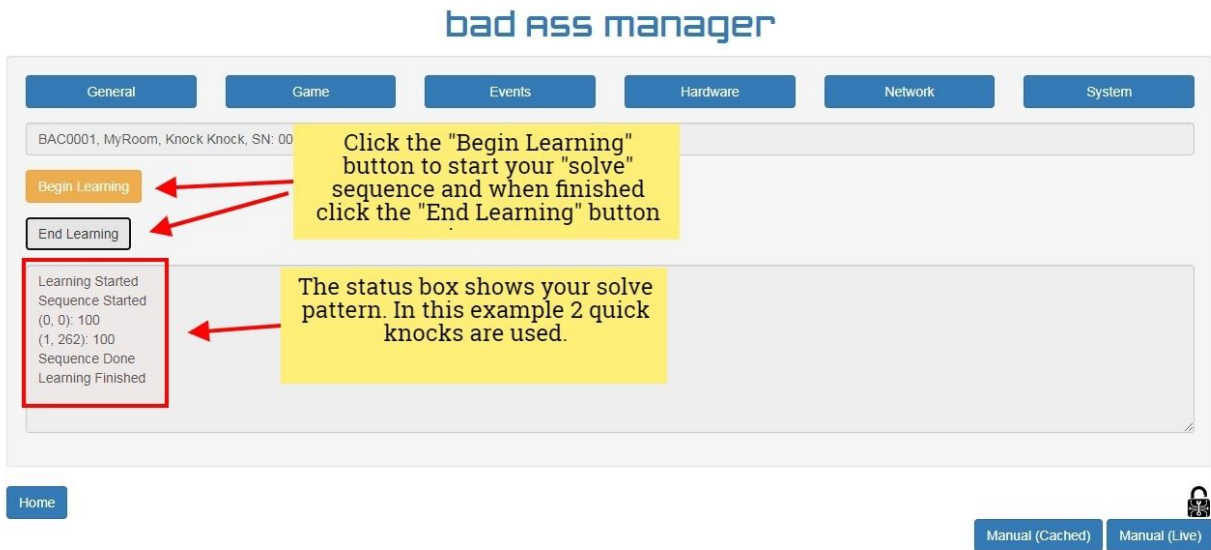 bad ass manager
General Game Events Hardware Network System
BAC0001, MyRoom, Knock Knock, SN: 00
Click the "Begin Learning"
button to start your "solve"
sequence and when finished
click the "End Learning" button
Begin Learning
End Learning
Learning Started
Sequence Started
(0, 0): 100
(1, 262): 100
Sequence Done
Learning Finished
The status box shows your solve
pattern. In this example 2 quick
knocks are used.
Home
Manual (Cached) Manual (Live)